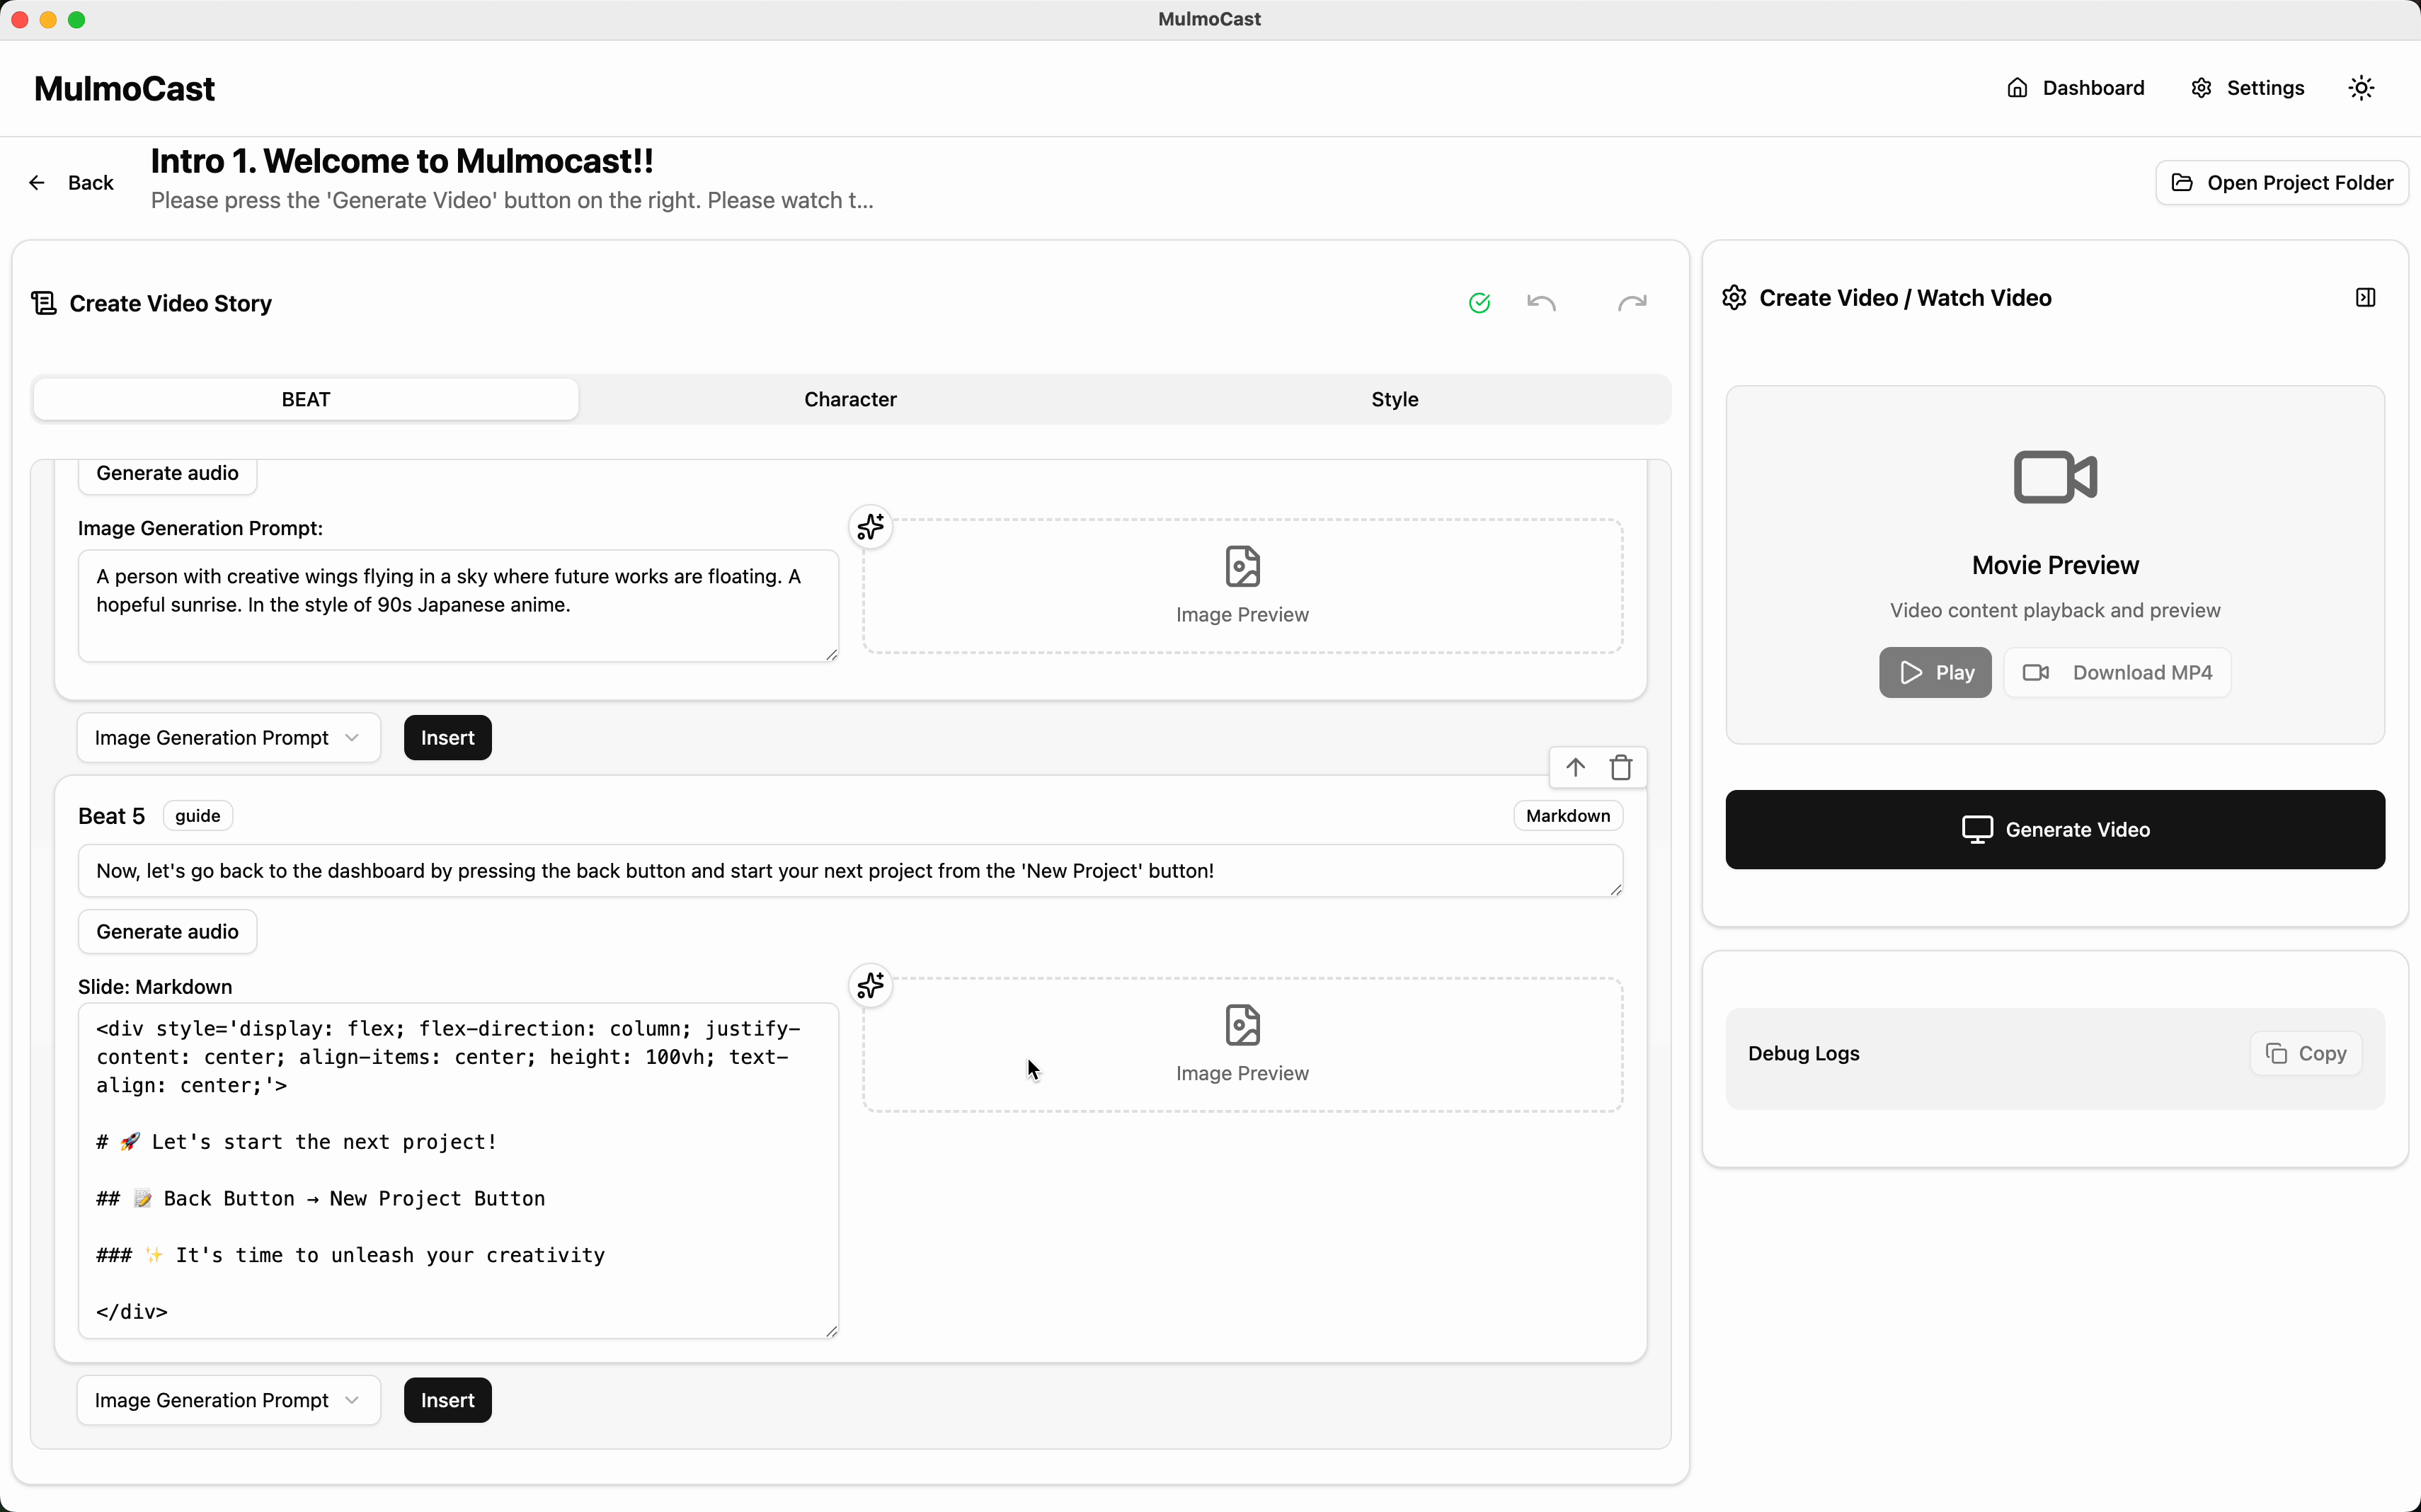 MulmoCast
MulmoCast
Dashboard
Settings
Back
Intro 1. Welcome to Mulmocast!!
Please press the 'Generate Video' button on the right. Please watch t...
Open Project Folder
Create Video Story
BEAT
Character
Style
Generate audio
Image Generation Prompt:
A person with creative wings flying in a sky where future works are floating. A
hopeful sunrise. In the style of 90s Japanese anime.
Image Preview
Image Generation Prompt
Insert
Beat 5
guide
Markdown
Now, let's go back to the dashboard by pressing the back button and start your next project from the 'New Project' button!
Generate audio
Slide: Markdown
<div style='display: flex; flex-direction: column; justify-
content: center; align-items: center; height: 100vh; text-
align: center;'>
# 🚀 Let's start the next project!
## 📝 Back Button → New Project Button
### ✨ It's time to unleash your creativity
</div>
Image Preview
Image Generation Prompt
Insert
Create Video / Watch Video
Movie Preview
Video content playback and preview
Play
Download MP4
Generate Video
Debug Logs
Copy